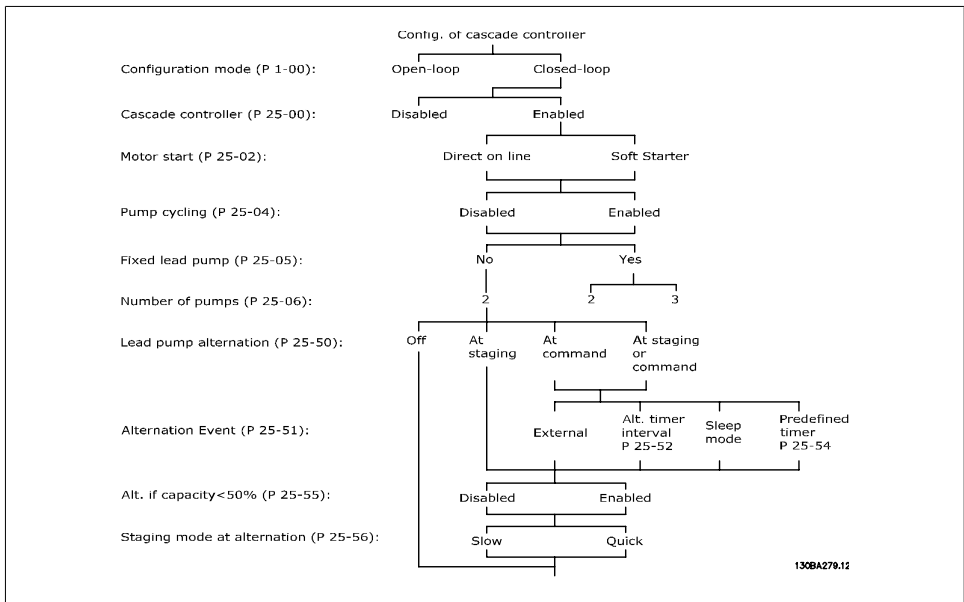 Config. of cascade controller
Configuration mode (P 1-00): Open-loop Closed-loop
Cascade controller (P 25-00): Disabled Enabled
Motor start (P 25-02): Direct on line Soft Starter
Pump cycling (P 25-04): Disabled Enabled
Fixed lead pump (P 25-05): No Yes
Number of pumps (P 25-06): 2 2 3
Lead pump alternation (P 25-50): Off At staging At command At staging or command
Alternation Event (P 25-51): External Alt. timer interval P 25-52 Sleep mode Predefined timer P 25-54
Alt. if capacity<50% (P 25-55): Disabled Enabled
Staging mode at alternation (P 25-56): Slow Quick
130BA279.12